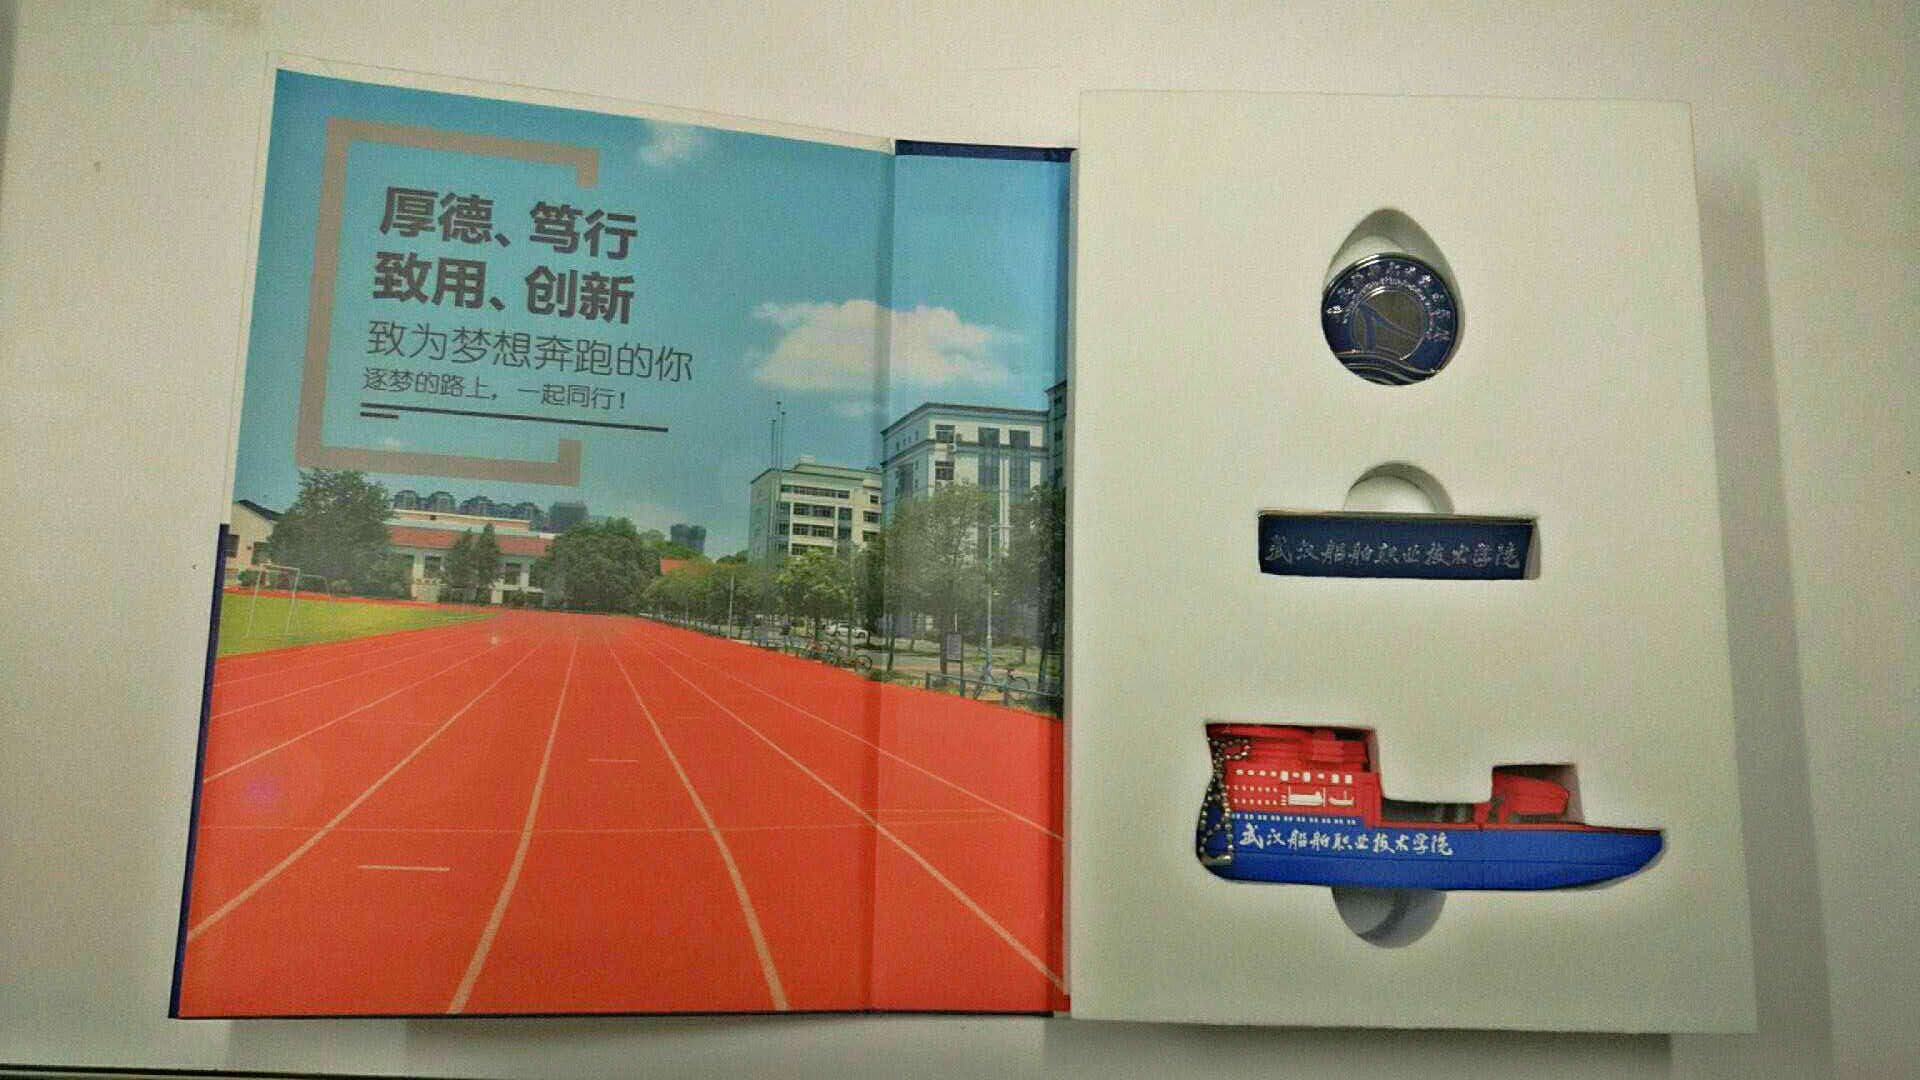 厚德、笃行
致用、创新
致为梦想奔跑的你
逐梦的路上，一起同行!
武汉船舶职业技术学院
武汉船舶职业技术学院